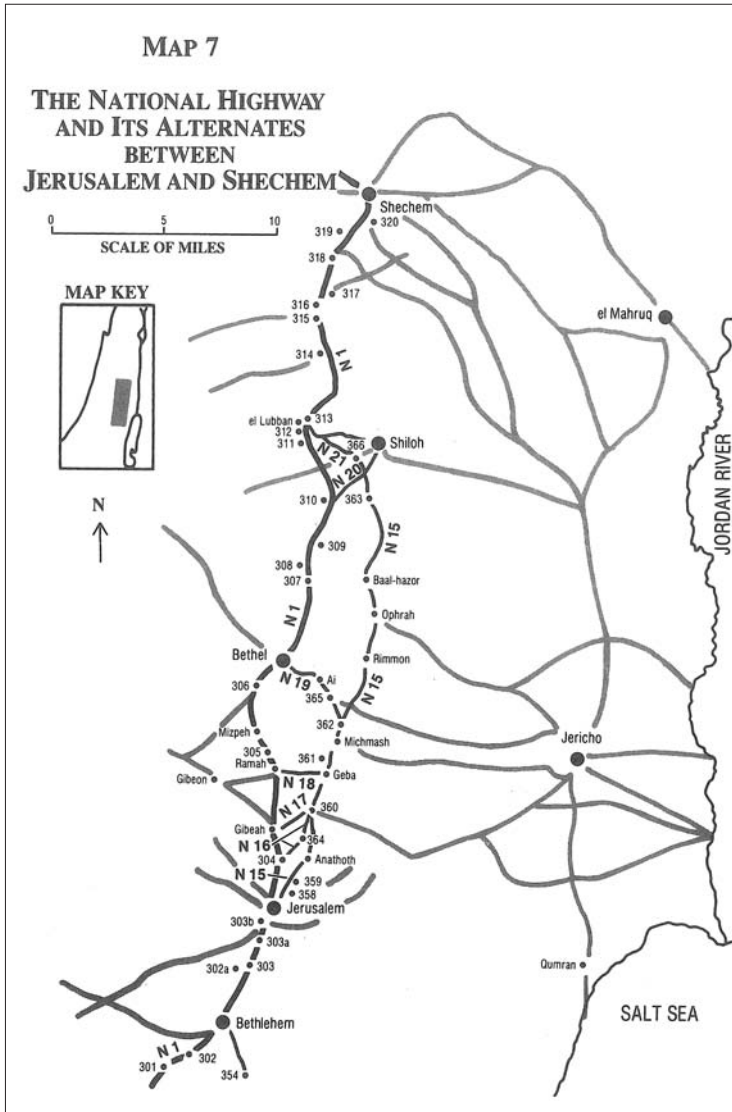 MAP 7
THE NATIONAL HIGHWAY
AND ITS ALTERNATES
BETWEEN
JERUSALEM AND SHECHEM
0 5 10
SCALE OF MILES
MAP KEY
N
Shechem
320
319
318
317
316
315
el Mahruq
314
N 1
313
el Lubban
312
311
366
Shiloh
N 21
N 20
310
363
JORDAN RIVER
N 15
309
308
307
Baal-hazor
N 1
Ophrah
Bethel
Rimmon
N 19
Ai
306
365
N 15
362
Mizpeh
Michmash
305
361
Ramah
Geba
Jericho
Gibeon
N 18
N 17
360
Gibeah
N 16
364
304
Anathoth
N 15
359
358
Jerusalem
303b
303a
302a
303
Qumran
SALT SEA
Bethlehem
N 1
302
301
354